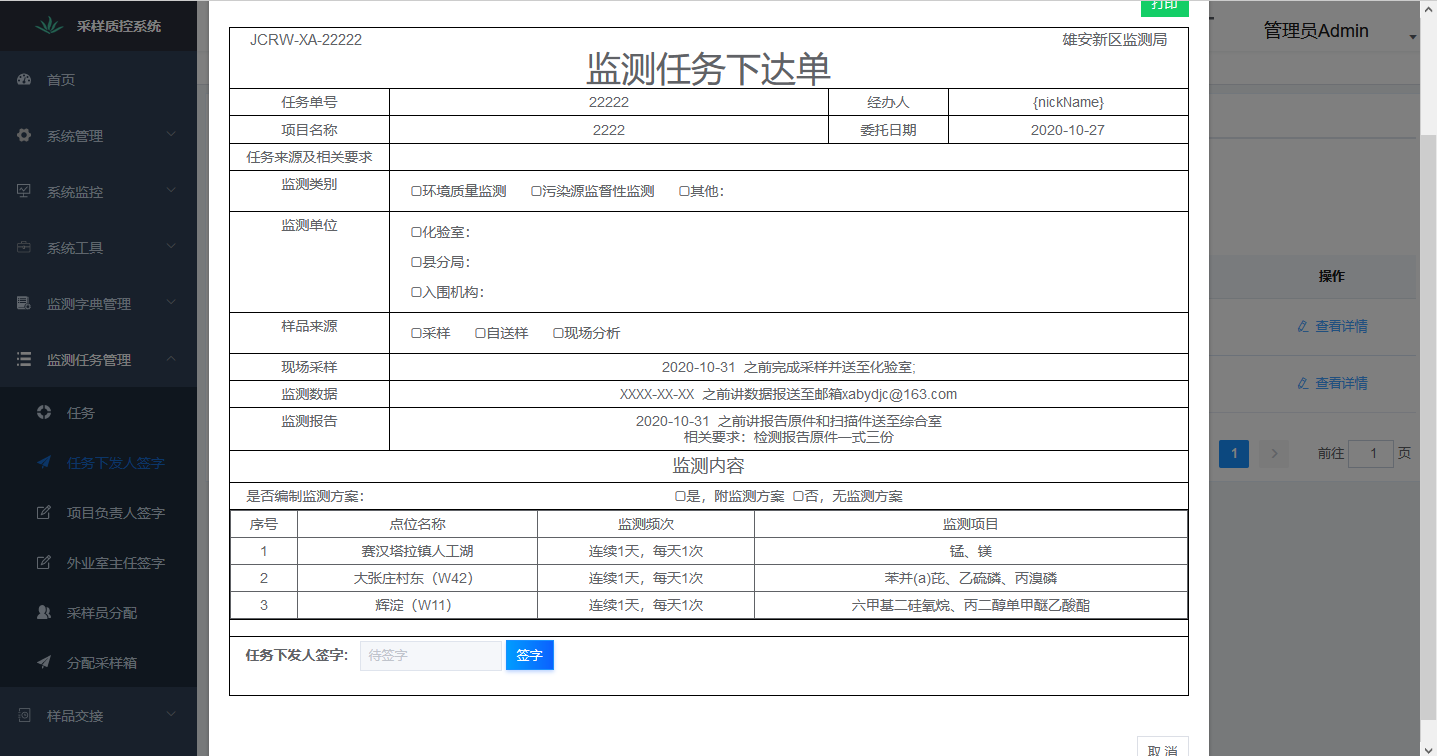 采样质控系统
首页
系统管理
系统监控
系统工具
监测字典管理
监测任务管理
任务
任务下发人签字
项目负责人签字
外业室主任签字
采样员分配
分配采样箱
样品交接
打印
管理员Admin
JCRW-XA-22222 雄安新区监测局
监测任务下达单
任务单号 22222 经办人 {nickName}
项目名称 2222 委托日期 2020-10-27
任务来源及相关要求
监测类别 ☐环境质量监测 ☐污染源监督性监测 ☐其他：
监测单位 ☐化验室：
☐县分局：
☐入围机构：
样品来源 ☐采样 ☐自送样 ☐现场分析
现场采样 2020-10-31 之前完成采样并送至化验室;
监测数据 XXXX-XX-XX 之前讲数据报送至邮箱xabydjc@163.com
监测报告 2020-10-31 之前讲报告原件和扫描件送至综合室
相关要求：检测报告原件一式三份
监测内容
是否编制监测方案： ☐是，附监测方案 ☐否，无监测方案
序号 点位名称 监测频次 监测项目
1 赛汉塔拉镇人工湖 连续1天，每天1次 锰、镁
2 大张庄村东（W42） 连续1天，每天1次 苯并(a)芘、乙硫磷、丙溴磷
3 辉淀（W11） 连续1天，每天1次 六甲基二硅氧烷、丙二醇单甲醚乙酸酯
任务下发人签字： 待签字 签字
取 消
操作
查看详情
查看详情
1 前往 1 页